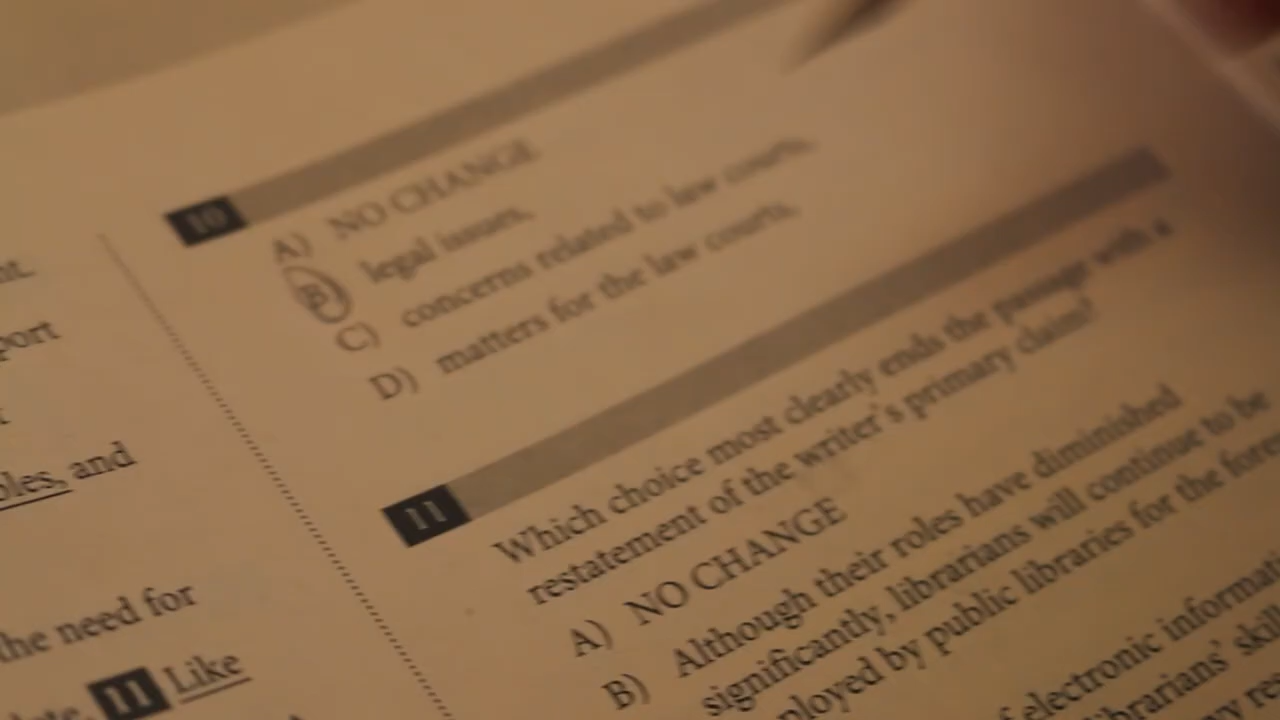 nt.
port
bles, and
the need for
11 Like
10
A) NO CHANGE
B) legal issues,
C) concerns related to law courts,
D) matters for the law courts,
11
Which choice most clearly ends the passage with a
restatement of the writer's primary claim?
A) NO CHANGE
B) Although their roles have diminished
significantly, librarians will continue to be
ployed by public libraries for the
electronic
librarians'